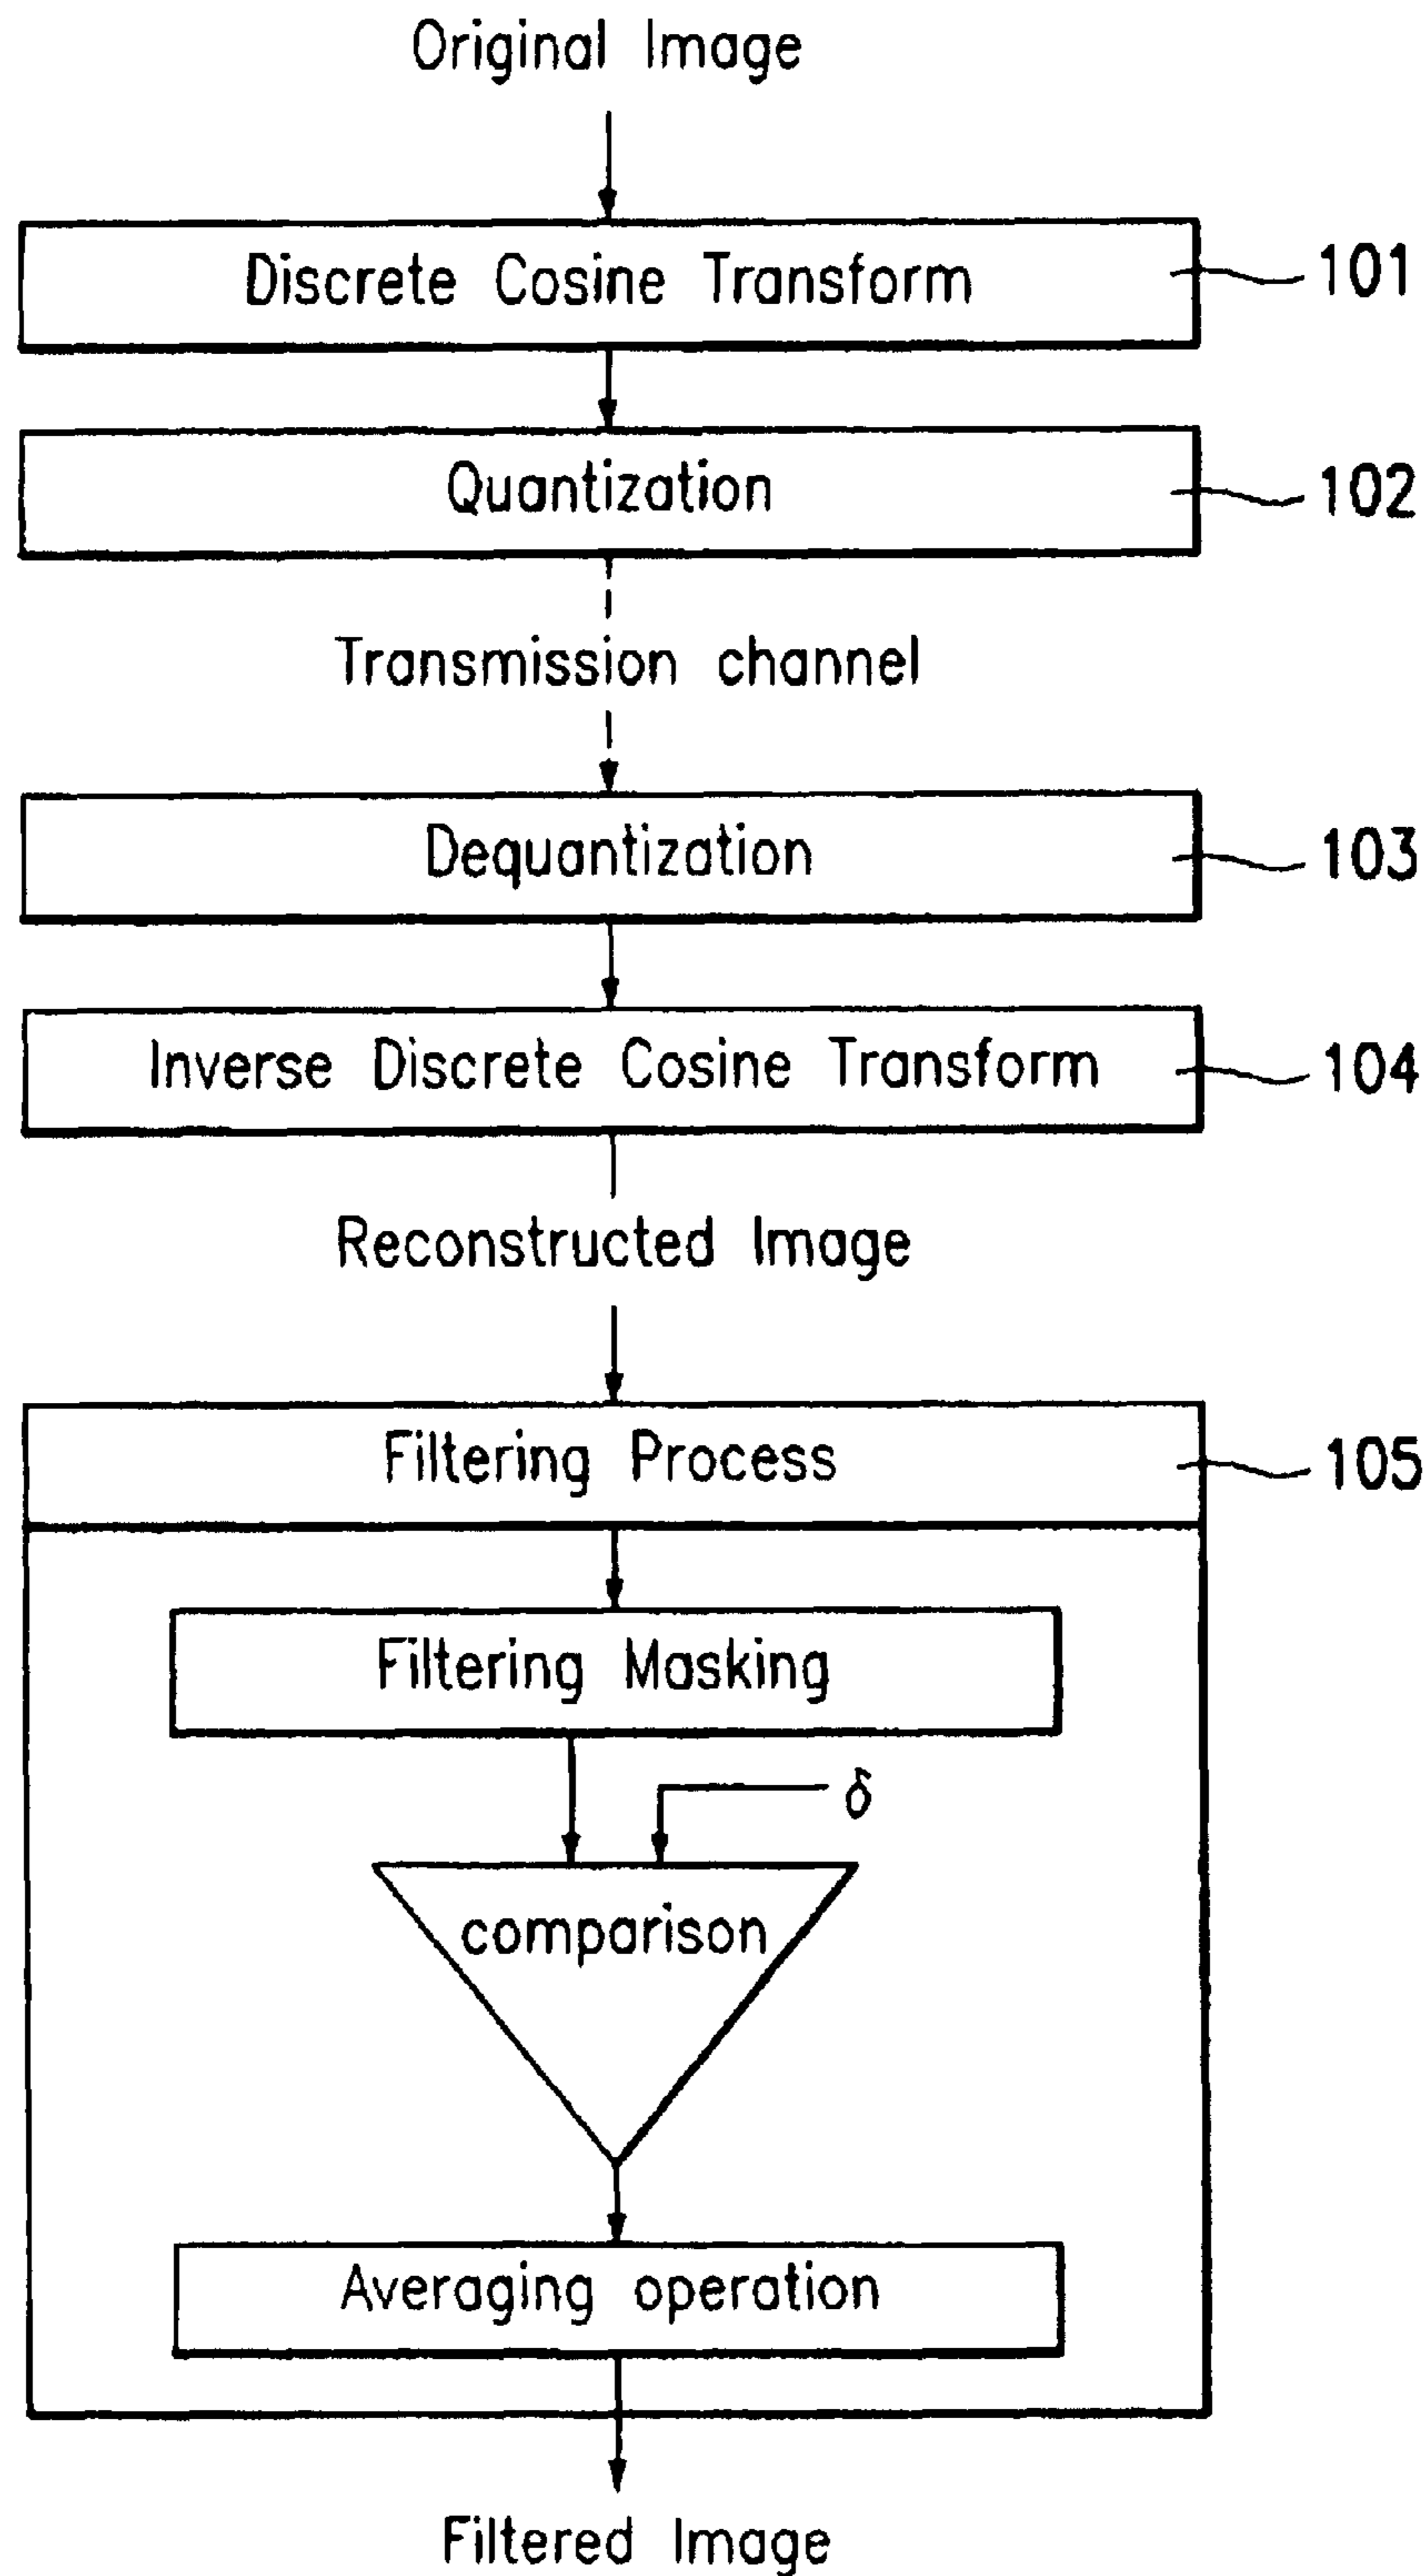 Original Image
Discrete Cosine Transform
101
Quantization
102
Transmission channel
Dequantization
103
Inverse Discrete Cosine Transform
104
Reconstructed Image
Filtering Process
105
Filtering Masking
δ
comparison
Averaging operation
Filtered Image